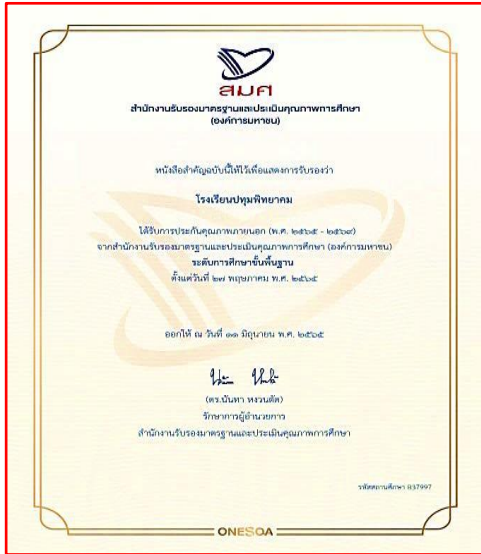 สมศ
สำนักงานรับรองมาตรฐานและประเมินคุณภาพการศึกษา
(องค์การมหาชน)
หนังสือสำคัญฉบับนี้ให้ไว้เพื่อแสดงการรับรองว่า
โรงเรียนปทุมพิทยาคม
ได้รับการประกันคุณภาพภายนอก (พ.ศ. ๒๕๖๕ - ๒๕๖๙)
จากสำนักงานรับรองมาตรฐานและประเมินคุณภาพการศึกษา (องค์การมหาชน)
ระดับการศึกษาขั้นพื้นฐาน
ตั้งแต่วันที่ ๒๗ พฤษภาคม พ.ศ. ๒๕๖๕
ออกให้ ณ วันที่ ๑๑ มิถุนายน พ.ศ. ๒๕๖๕
(ดร.นันทา หงวนตัด)
รักษาการผู้อำนวยการ
สำนักงานรับรองมาตรฐานและประเมินคุณภาพการศึกษา
รหัสสถานศึกษา 837997
ONESQA